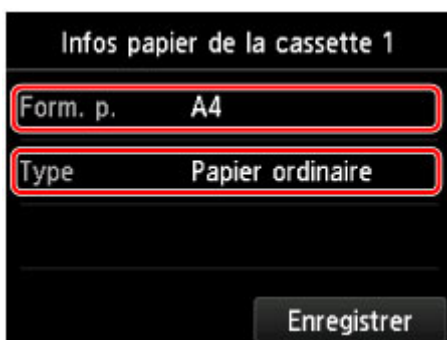 Infos papier de la cassette 1
Form. p. A4
Type Papier ordinaire
Enregistrer